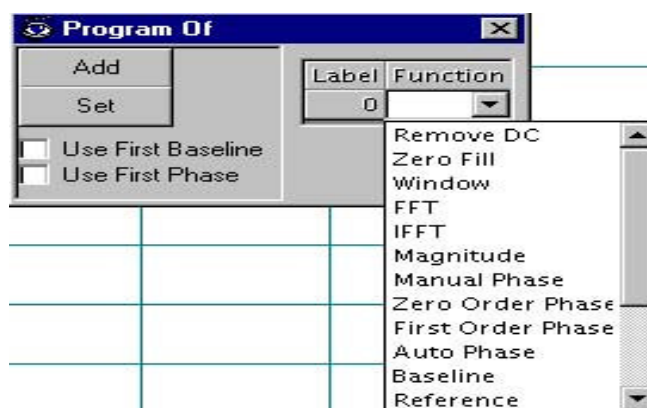 Program Of
Add
Set
Use First Baseline
Use First Phase
Label Function
0
Remove DC
Zero Fill
Window
FFT
IFFT
Magnitude
Manual Phase
Zero Order Phase
First Order Phase
Auto Phase
Baseline
Reference